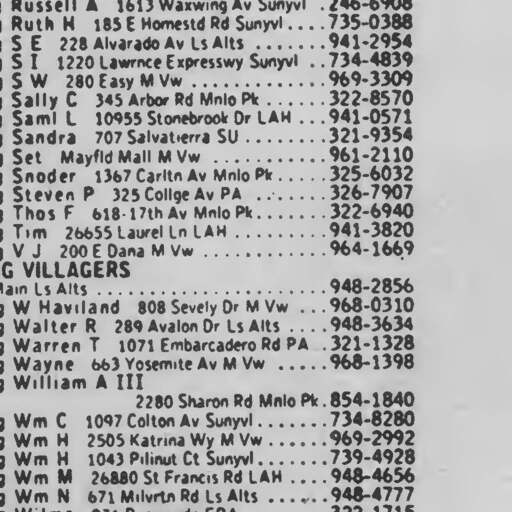 Russell A 1613 Waxwing Av Sunyvl . 246-6908
Ruth H 185 E Homestd Rd Sunyvl .... 735-0388
S E 228 Alvarado Av Ls Alts ........ 941-2954
S I 1220 Lawrnce Expresswy Sunyvl .. 734-4839
S W 280 Easy M Vw .............. 969-3309
Sally C 345 Arbor Rd Mnlo Pk ....... 322-8570
Saml L 10955 Stonebrook Dr LAH ... 941-0571
Sandra 707 Salvatierra SU ......... 321-9354
Set Mayfld Mall M Vw ............ 961-2110
Snoder 1367 Carltn Av Mnlo Pk ..... 325-6032
Steven P 325 Collge Av PA ....... 326-7907
Thos F 618-17th Av Mnlo Pk ....... 322-6940
Tim 26655 Laurel Ln LAH ......... 941-3820
V J 200 E Dana M Vw ............ 964-1669
G VILLAGERS
Main Ls Alts .................... 948-2856
W Haviland 808 Sevely Dr M Vw ... 968-0310
Walter R 289 Avalon Dr Ls Alts .... 948-3634
Warren T 1071 Embarcadero Rd PA . 321-1328
Wayne 663 Yosemite Av M Vw ..... 968-1398
William A III
2280 Sharon Rd Mnlo Pk . 854-1840
Wm C 1097 Colton Av Sunyvl ....... 734-8280
Wm H 2505 Katrina Wy M Vw ...... 969-2992
Wm H 1043 Pilinut Ct Sunyvl ....... 739-4928
Wm M 26880 St Francis Rd LAH .... 948-4656
Wm N 671 Milvrtn Rd Ls Alts ...... 948-4777